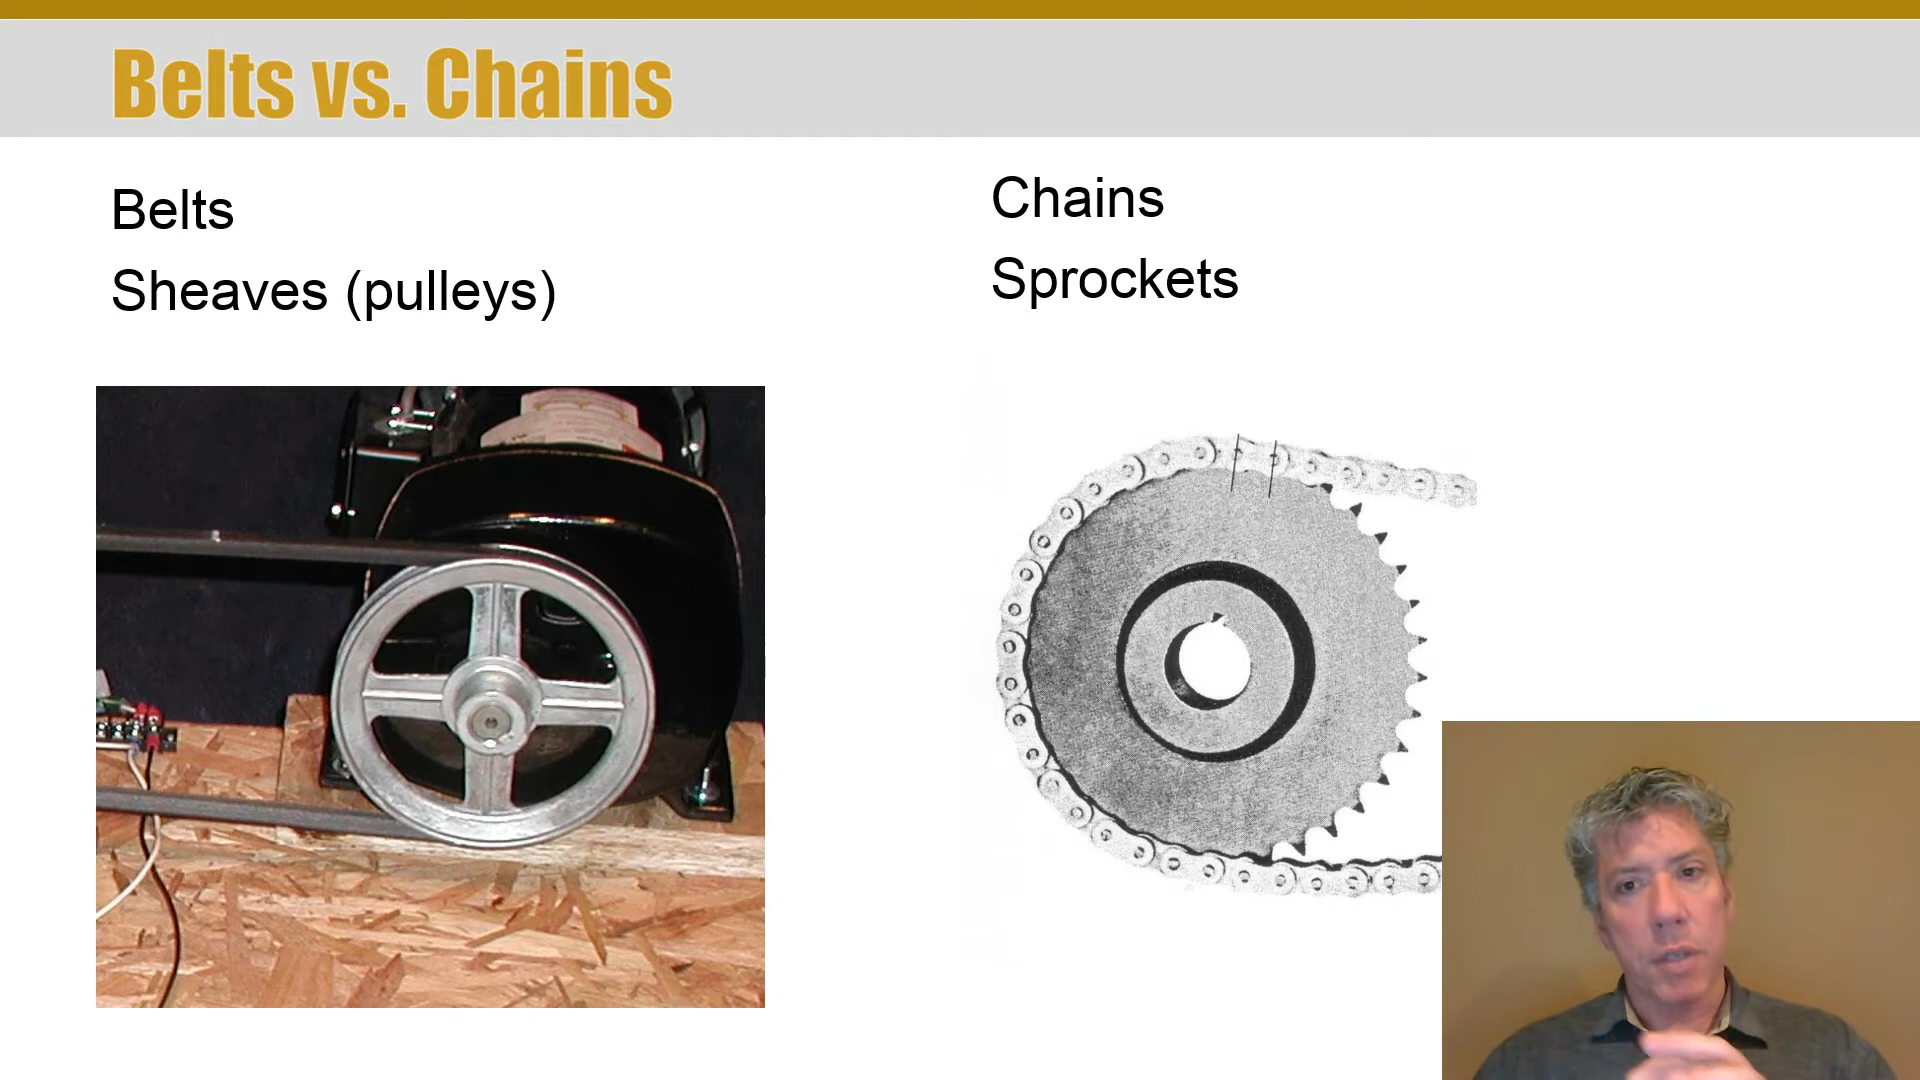 Belts vs. Chains
Belts
Sheaves (pulleys)
Chains
Sprockets